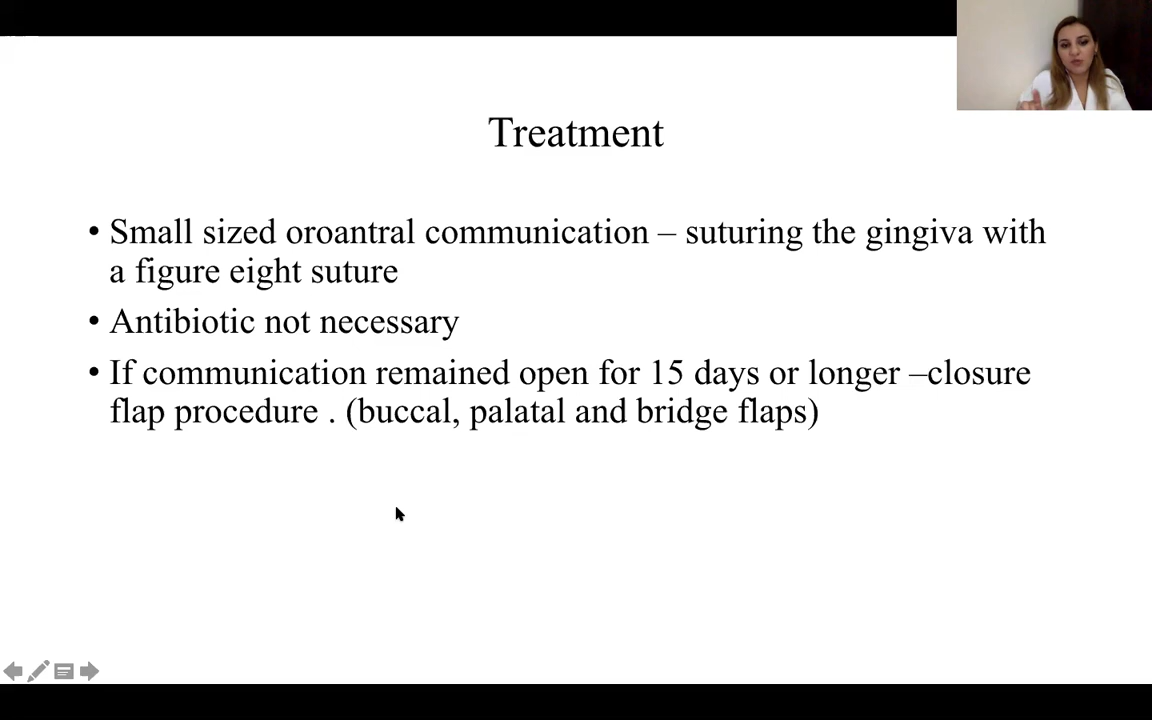 Treatment
• Small sized oroantral communication – suturing the gingiva with
a figure eight suture
• Antibiotic not necessary
• If communication remained open for 15 days or longer –closure
flap procedure . (buccal, palatal and bridge flaps)